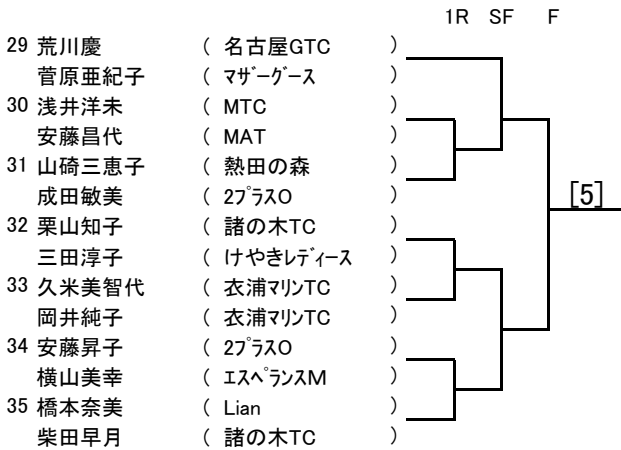 1R SF F
29 荒川慶 ( 名古屋GTC )
菅原亜紀子 ( ﾏｻﾞｰｸﾞｰｽ )
30 浅井洋未 ( MTC )
安藤昌代 ( MAT )
31 山碕三恵子 ( 熱田の森 )
成田敏美 ( 2ﾌﾟﾗｽO )
[5]
32 栗山知子 ( 諸の木TC )
三田淳子 ( けやきﾚﾃﾞｨｰｽ )
33 久米美智代 ( 衣浦ﾏﾘﾝTC )
岡井純子 ( 衣浦ﾏﾘﾝTC )
34 安藤昇子 ( 2ﾌﾟﾗｽO )
横山美幸 ( ｴｽﾍﾟﾗﾝｽM )
35 橋本奈美 ( Lian )
柴田早月 ( 諸の木TC )